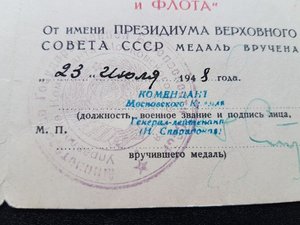 и ФЛОТА"
От имени ПРЕЗИДИУМА ВЕРХОВНОГО
СОВЕТА СССР МЕДАЛЬ ВРУЧЕНА
"23" Июля 1948 года.
КОМЕНДАНТ
Московского Кремля
(должность, военное звание и подпись лица,
Генерал-лейтенант
М. П.
(Н. Спиридонов)
вручившего медаль)